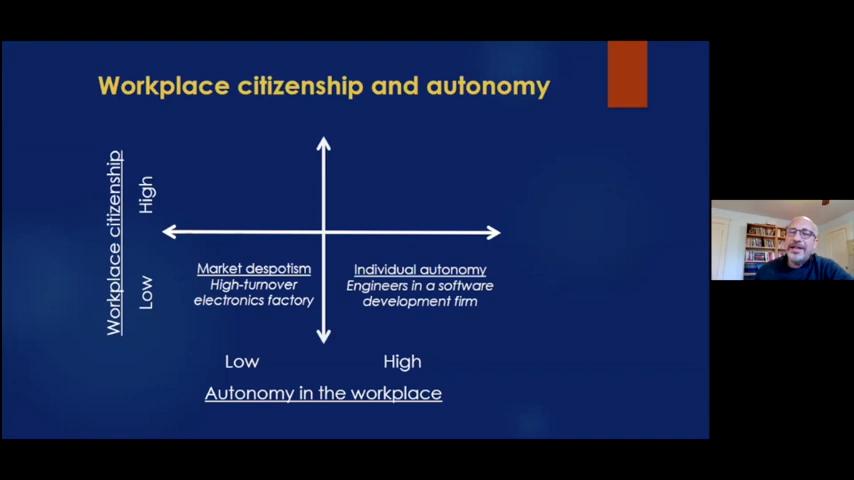 Workplace citizenship and autonomy
Workplace citizenship
High
Low
Market despotism
High-turnover
electronics factory
Individual autonomy
Engineers in a software
development firm
Low
High
Autonomy in the workplace